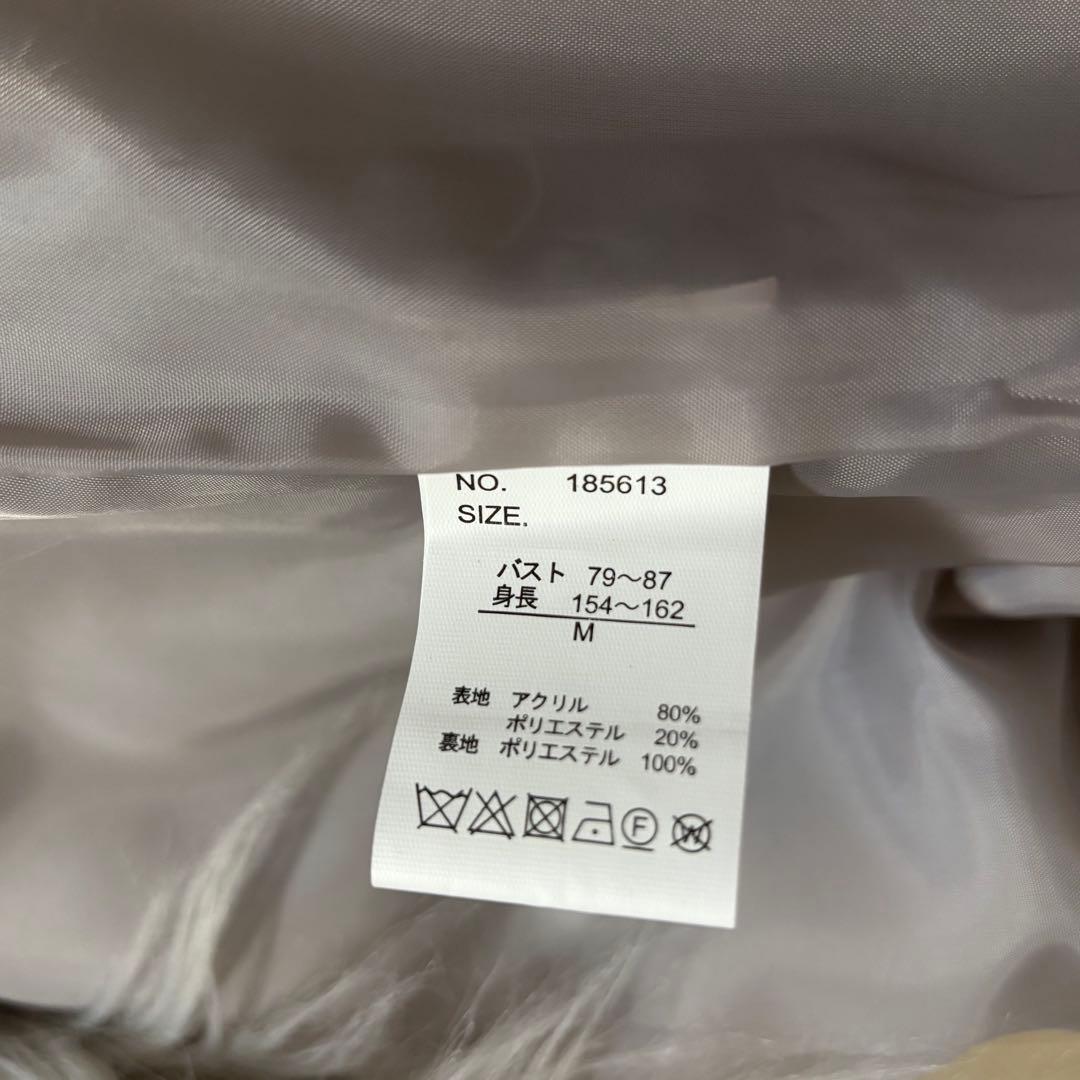 NO. 185613
SIZE.
バスト 79～87
身長 154～162
M
表地 アクリル 80%
ポリエステル 20%
裏地 ポリエステル 100%
F W